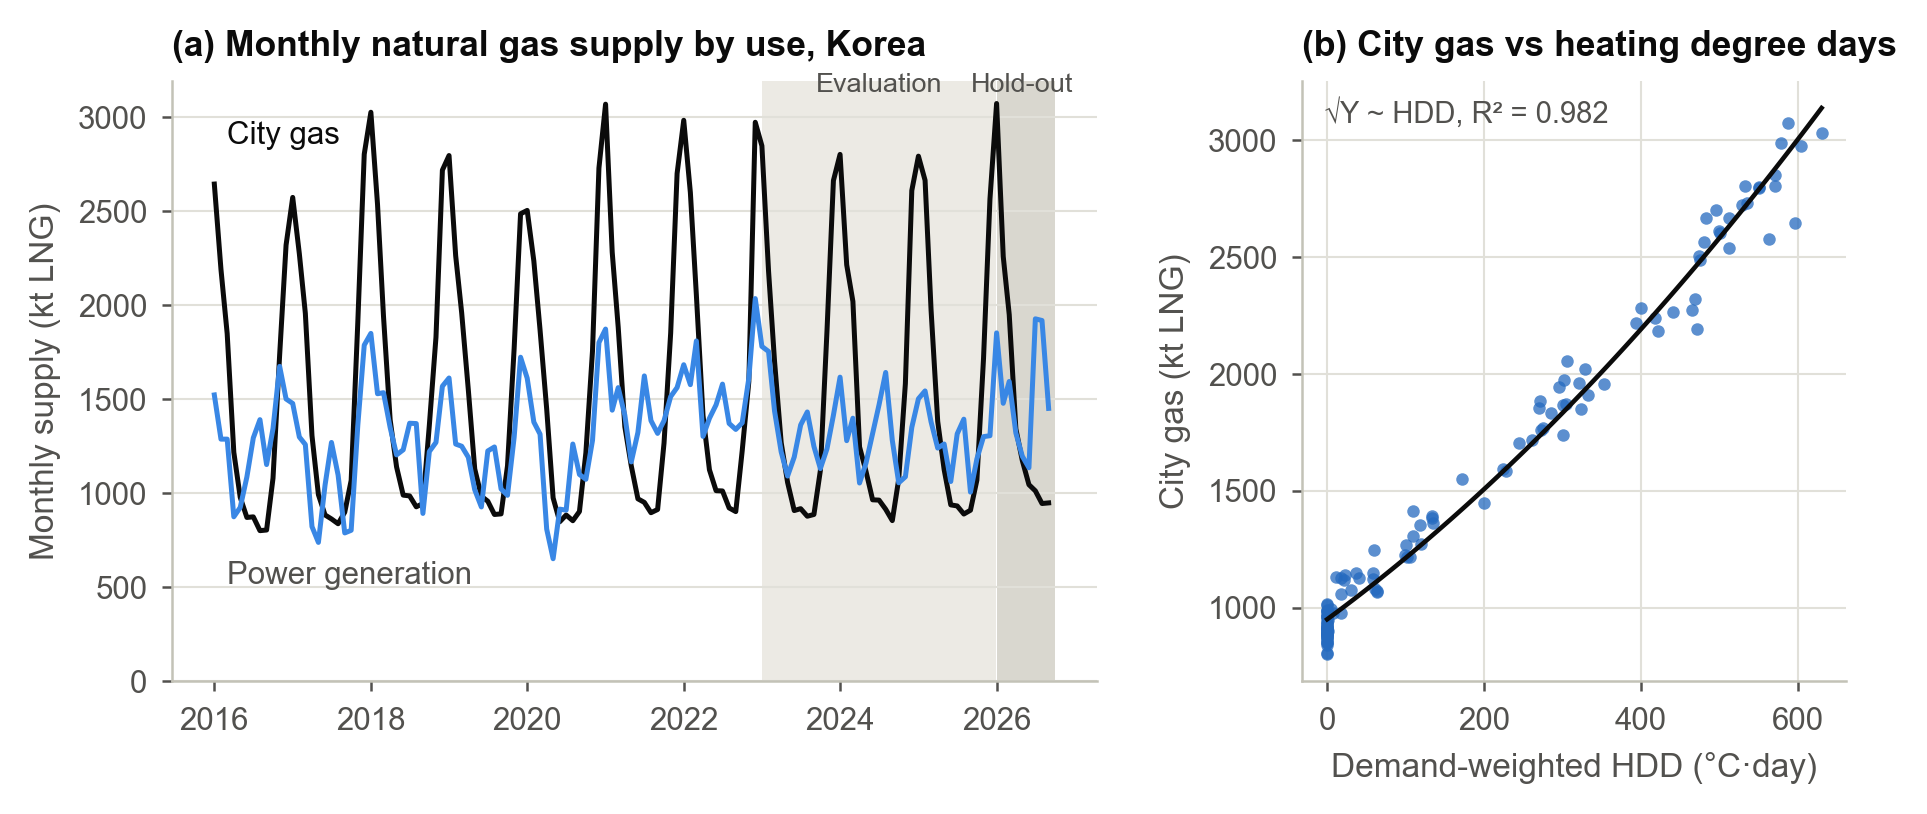 (a) Monthly natural gas supply by use, Korea
Evaluation
Hold-out
City gas
Power generation
Monthly supply (kt LNG)
3000
2500
2000
1500
1000
500
0
2016
2018
2020
2022
2024
2026
(b) City gas vs heating degree days
√Y ~ HDD, R² = 0.982
City gas (kt LNG)
3000
2500
2000
1500
1000
0
200
400
600
Demand-weighted HDD (°C·day)